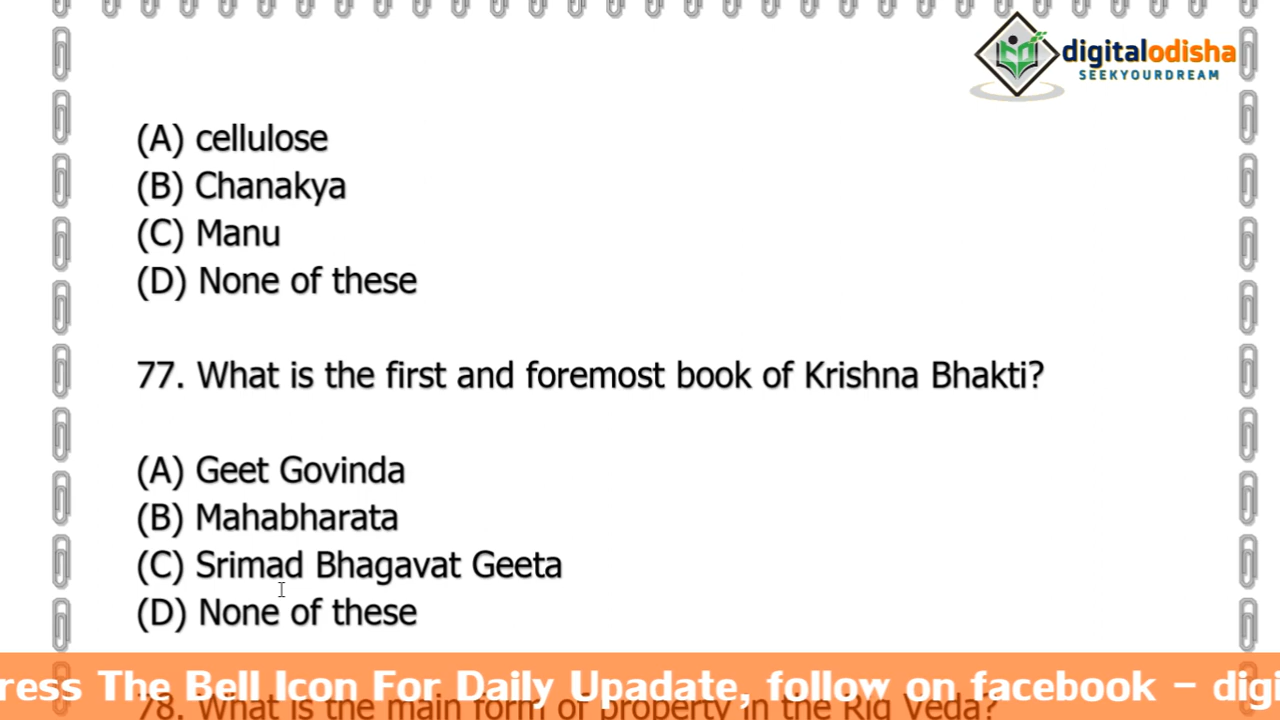 digitalodisha
SEEKYOURDREAM
(A) cellulose
(B) Chanakya
(C) Manu
(D) None of these
77. What is the first and foremost book of Krishna Bhakti?
(A) Geet Govinda
(B) Mahabharata
(C) Srimad Bhagavat Geeta
(D) None of these
ress The Bell Icon For Daily Upadate, follow on facebook - digi
78. What is the main form of property in the Rig Veda?